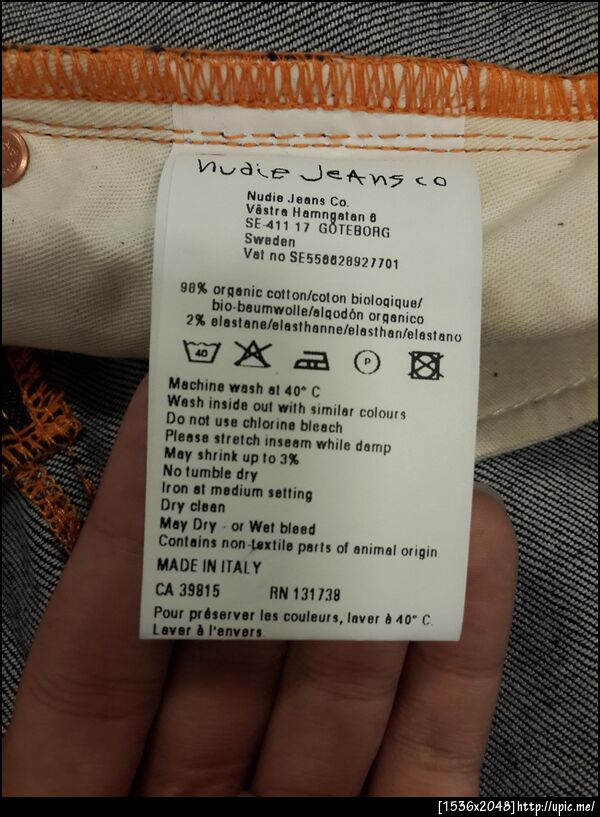 nudie jeans co
Nudie Jeans Co.
Västra Hamngatan 6
SE-411 17 GÖTEBORG
Sweden
Vat no SE556628927701
98% organic cotton/coton biologique/
bio-baumwolle/algodón organico
2% elastane/elasthanne/elasthan/elastano
40 P
Machine wash at 40° C
Wash inside out with similar colours
Do not use chlorine bleach
Please stretch inseam while damp
May shrink up to 3%
No tumble dry
Iron at medium setting
Dry clean
May Dry - or Wet bleed
Contains non-textile parts of animal origin
MADE IN ITALY
CA 39815 RN 131738
Pour préserver les couleurs, laver à 40° C.
Laver à l'envers
[1536x2048]http://upic.me/